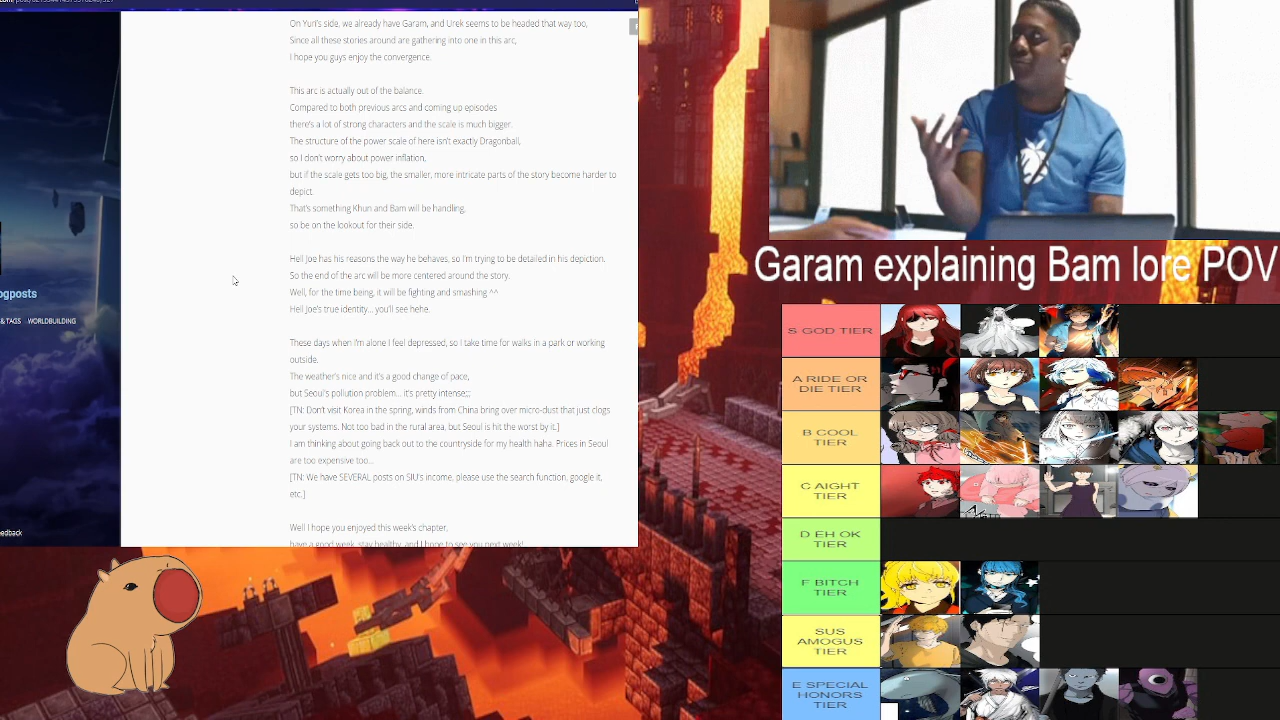 On Yuri's side, we already have Garam, and Urek seems to be headed that way too,
Since all these stories around are gathering into one in this arc,
I hope you guys enjoy the convergence.
This arc is actually out of the balance.
Compared to both previous arcs and coming up episodes
there's a lot of strong characters and the scale is much bigger.
The structure of the power scale of here isn't exactly Dragonball,
so I don't worry about power inflation,
but if the scale gets too big, the smaller, more intricate parts of the story become harder to
depict.
That's something Khun and Bam will be handling,
so be on the lookout for their side.
Hell Joe has his reasons the way he behaves, so I'm trying to be detailed in his depiction.
So the end of the arc will be more centered around the story.
Well, for the time being, it will be fighting and smashing ^^
Hell Joe's true identity... you'll see hehe.
These days when I'm alone I feel depressed, so I take time for walks in a park or working
outside.
The weather's nice and it's a good change of pace,
but Seoul's pollution problem... it's pretty intense;;;
[TN: Don't visit Korea in the spring, winds from China bring over micro-dust that just clogs
your systems. Not too bad in the rural area, but Seoul is hit the worst by it.]
I am thinking about going back out to the countryside for my health haha. Prices in Seoul
are too expensive too...
[TN: We have SEVERAL posts on SIU's income, please use the search function, google it,
etc.]
Well I hope you enjoyed this week's chapter,
have a good week, stay healthy, and I hope to see you next week!
ogposts
& TAGS
WORLDBUILDING
edback
Garam explaining Bam lore POV
S GOD TIER
A RIDE OR
DIE TIER
B COOL
TIER
C AIGHT
TIER
D EH OK
TIER
F BITCH
TIER
SUS
AMOGUS
TIER
E SPECIAL
HONORS
TIER